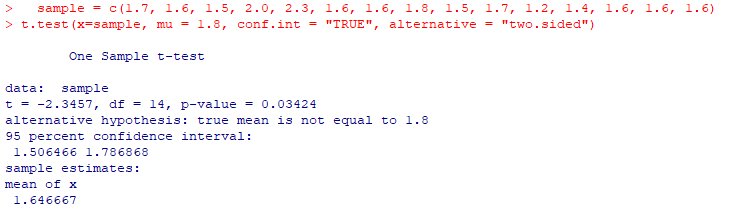 >   sample = c(1.7, 1.6, 1.5, 2.0, 2.3, 1.6, 1.6, 1.8, 1.5, 1.7, 1.2, 1.4, 1.6, 1.6, 1.6)
> t.test(x=sample, mu = 1.8, conf.int = "TRUE", alternative = "two.sided")
One Sample t-test
data:  sample
t = -2.3457, df = 14, p-value = 0.03424
alternative hypothesis: true mean is not equal to 1.8
95 percent confidence interval:
1.506466 1.786868
sample estimates:
mean of x
1.646667